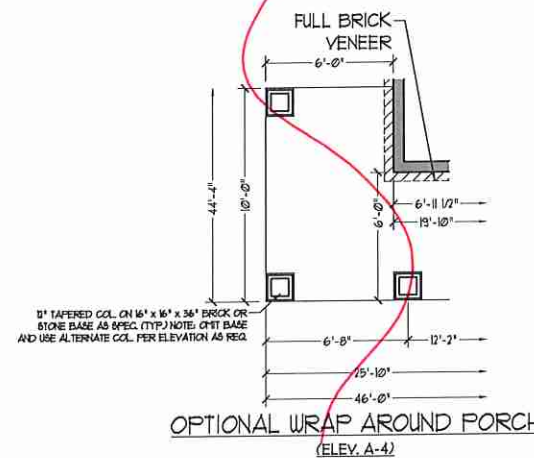 FULL BRICK
VENEER
6'-0"
44'-4"
10'-0"
6'-0"
6'-11 1/2"
19'-10"
12" TAPERED COL. ON 16" x 16" x 36" BRICK OR
STONE BASE AS SPEC. (TYP.) NOTE: OMIT BASE
AND USE ALTERNATE COL. PER ELEVATION AS REQ.
6'-8"
12'-2"
25'-10"
46'-0"
OPTIONAL WRAP AROUND PORCH
(ELEV. A-4)